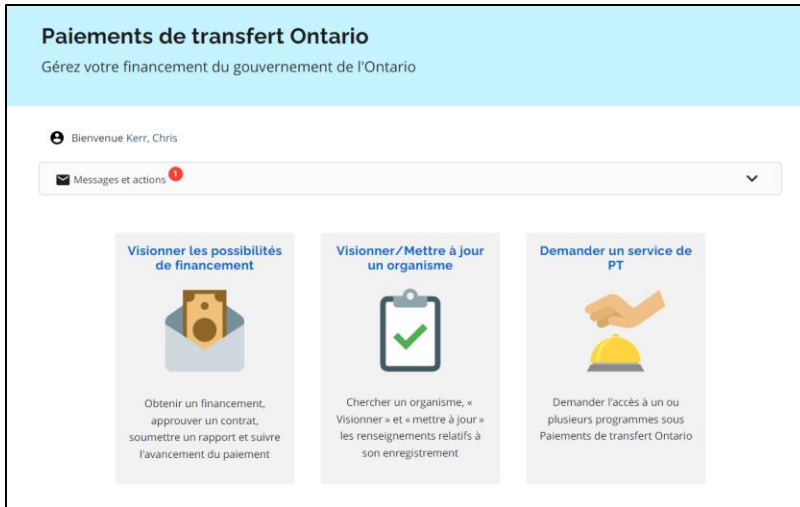 Paiements de transfert Ontario
Gérez votre financement du gouvernement de l'Ontario
Bienvenue Kerr, Chris
Messages et actions 1
Visionner les possibilités
de financement
Obtenir un financement,
approuver un contrat,
soumettre un rapport et suivre
l'avancement du paiement
Visionner/Mettre à jour
un organisme
Chercher un organisme, «
Visionner » et « mettre à jour »
les renseignements relatifs à
son enregistrement
Demander un service de
PT
Demander l'accès à un ou
plusieurs programmes sous
Paiements de transfert Ontario